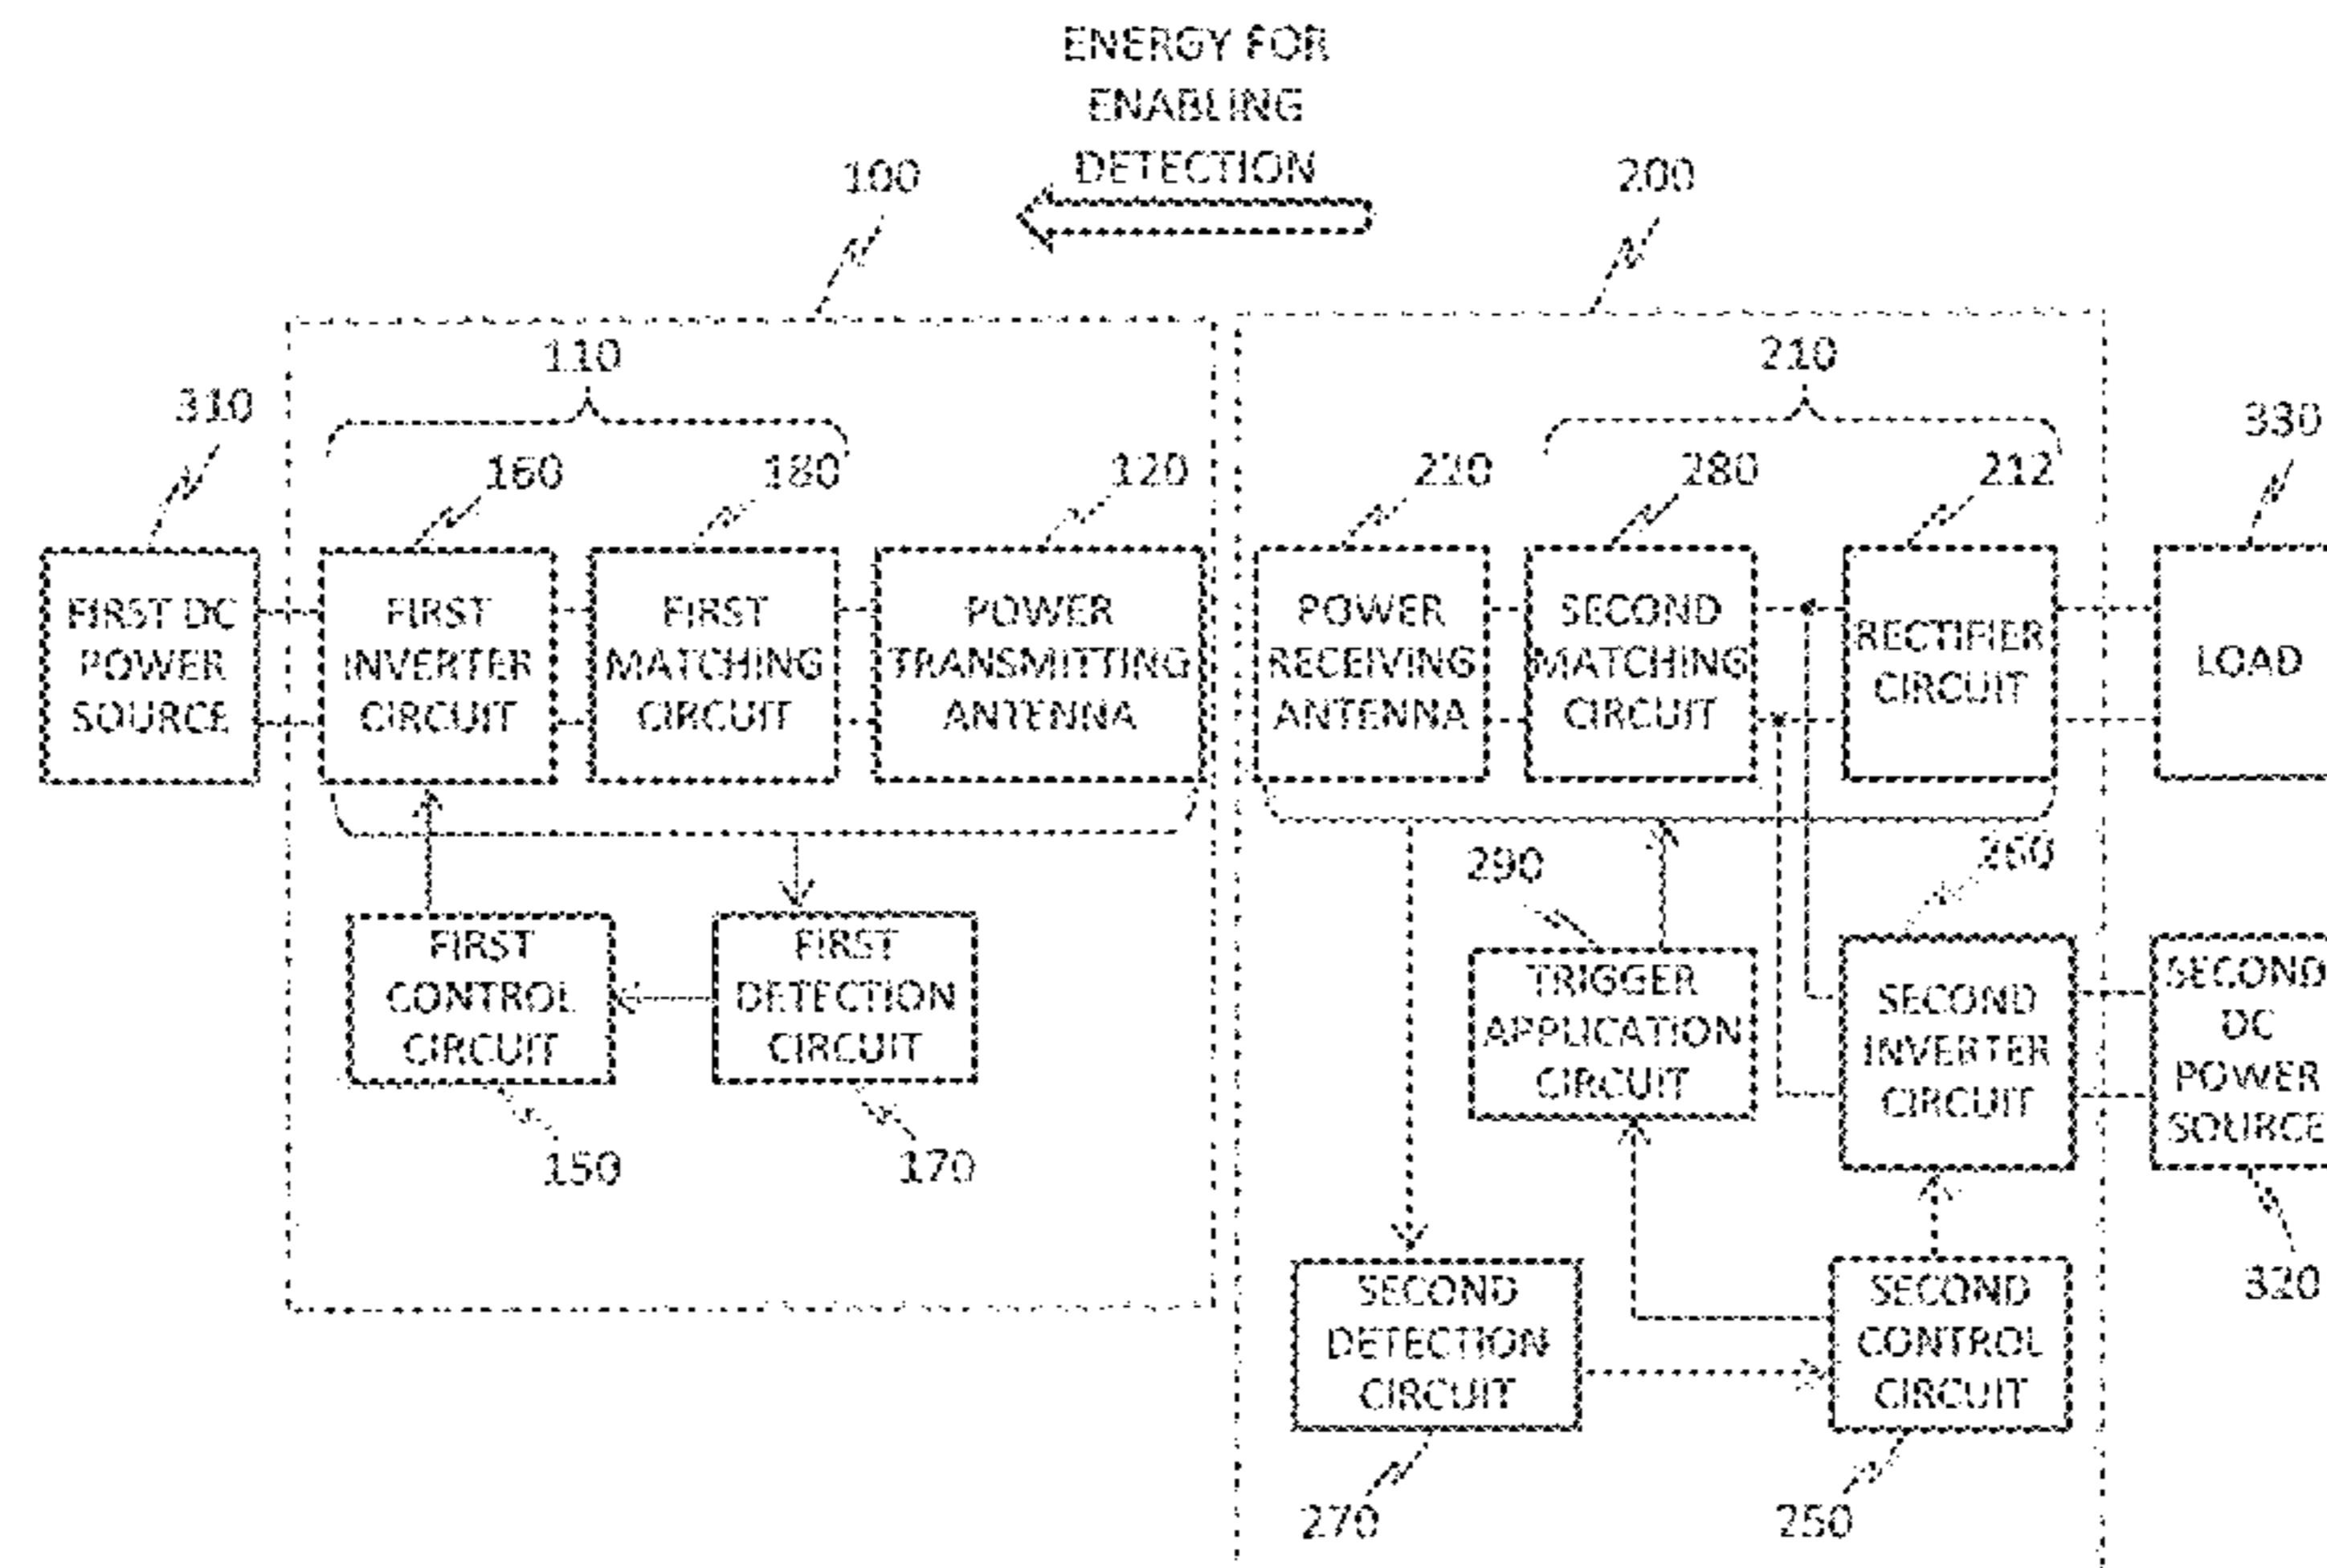 ENERGY FOR
ENABLING
DETECTION
100
200
110
210
310
330
160
180
120
220
280
212
FIRST DC
POWER
SOURCE
FIRST
INVERTER
CIRCUIT
FIRST
MATCHING
CIRCUIT
POWER
TRANSMITTING
ANTENNA
POWER
RECEIVING
ANTENNA
SECOND
MATCHING
CIRCUIT
RECTIFIER
CIRCUIT
LOAD
290
260
FIRST
CONTROL
CIRCUIT
FIRST
DETECTION
CIRCUIT
TRIGGER
APPLICATION
CIRCUIT
SECOND
INVERTER
CIRCUIT
SECOND
DC
POWER
SOURCE
150
170
320
SECOND
DETECTION
CIRCUIT
SECOND
CONTROL
CIRCUIT
270
250